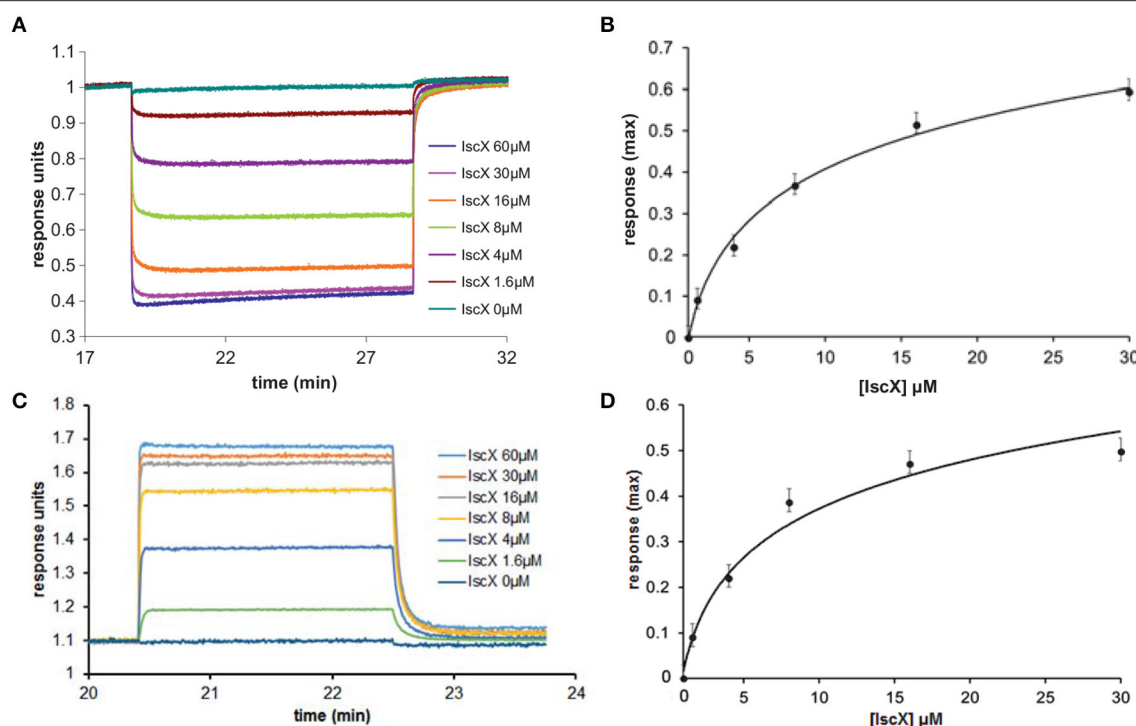 A
1.1
1
0.9
0.8
0.7
0.6
0.5
0.4
0.3
response units
17
22
27
32
time (min)
IscX 60µM
IscX 30µM
IscX 16µM
IscX 8µM
IscX 4µM
IscX 1.6µM
IscX 0µM
B
0.7
0.6
0.5
0.4
0.3
0.2
0.1
0
response (max)
0
5
10
15
20
25
30
[IscX] µM
C
1.8
1.7
1.6
1.5
1.4
1.3
1.2
1.1
1
response units
20
21
22
23
24
time (min)
IscX 60µM
IscX 30µM
IscX 16µM
IscX 8µM
IscX 4µM
IscX 1.6µM
IscX 0µM
D
0.6
0.5
0.4
0.3
0.2
0.1
0
response (max)
0
5
10
15
20
25
30
[IscX] µM